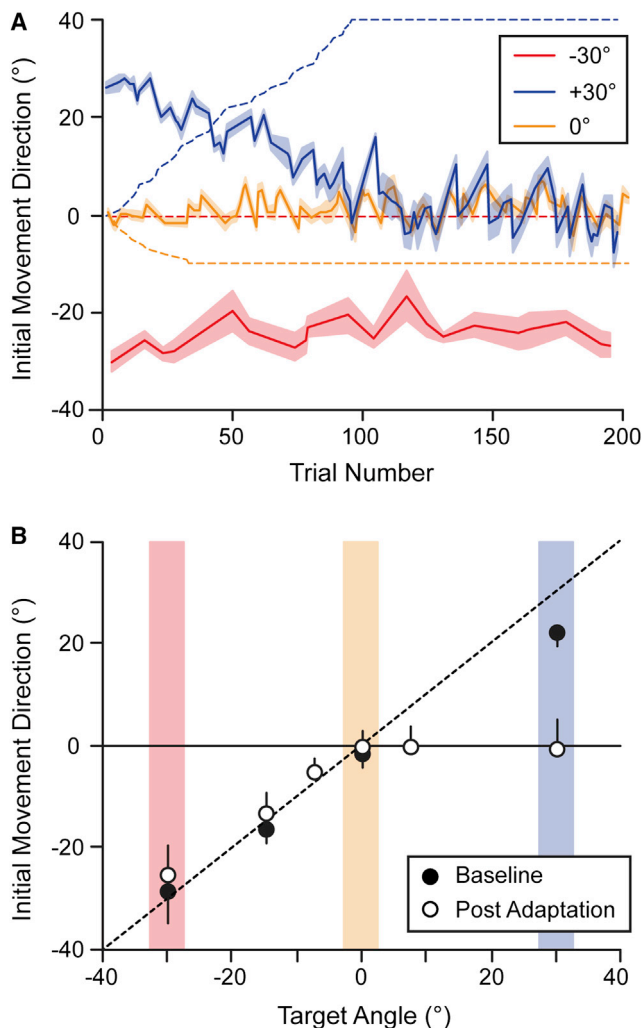 A
Initial Movement Direction (°)
40
20
0
-20
-40
0
50
100
150
200
Trial Number
-30°
+30°
0°
B
Initial Movement Direction (°)
40
20
0
-20
-40
-40
-20
0
20
40
Target Angle (°)
Baseline
Post Adaptation